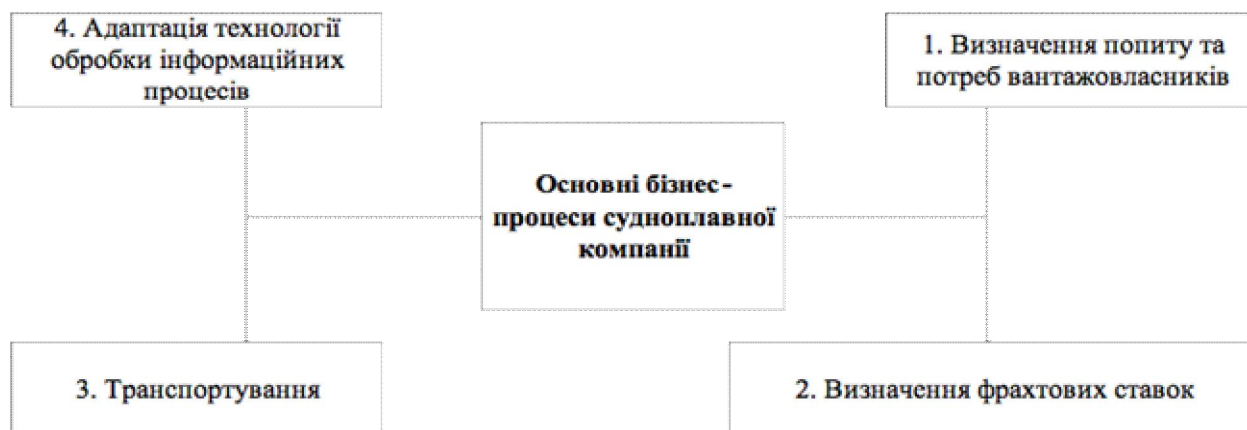 4. Адаптація технології
обробки інформаційних
процесів
1. Визначення попиту та
потреб вантажовласників
Основні бізнес-
процеси судноплавної
компанії
3. Транспортування
2. Визначення фрахтових ставок